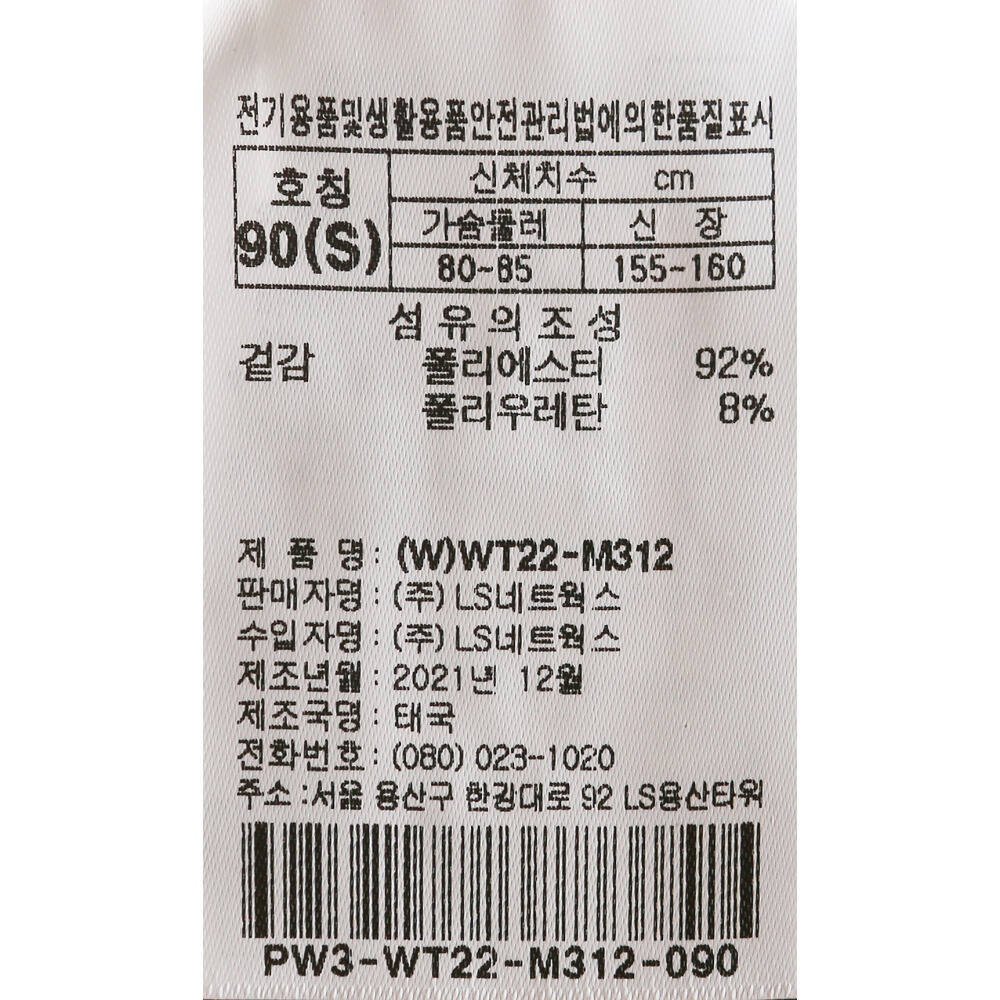 전기용품및생활용품안전관리법에의한품질표시
호칭 신체치수 cm
90(S) 가슴둘레 신 장
80~85 155~160
섬유의조성
겉감 폴리에스터 92%
폴리우레탄 8%
제 품 명 : (W)WT22-M312
판매자명 : (주) LS네트웍스
수입자명 : (주) LS네트웍스
제조년월 : 2021년 12월
제조국명 : 태국
전화번호 : (080) 023-1020
주소 :서울 용산구 한강대로 92 LS용산타워
PW3-WT22-M312-090